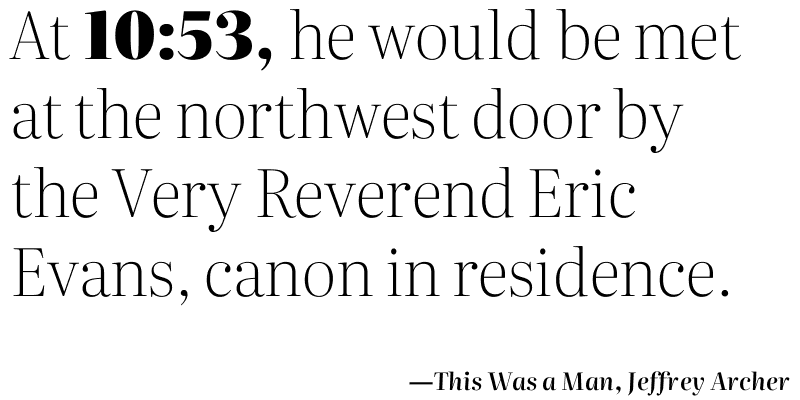 At 10:53, he would be met
at the northwest door by
the Very Reverend Eric
Evans, canon in residence.
—This Was a Man, Jeffrey Archer